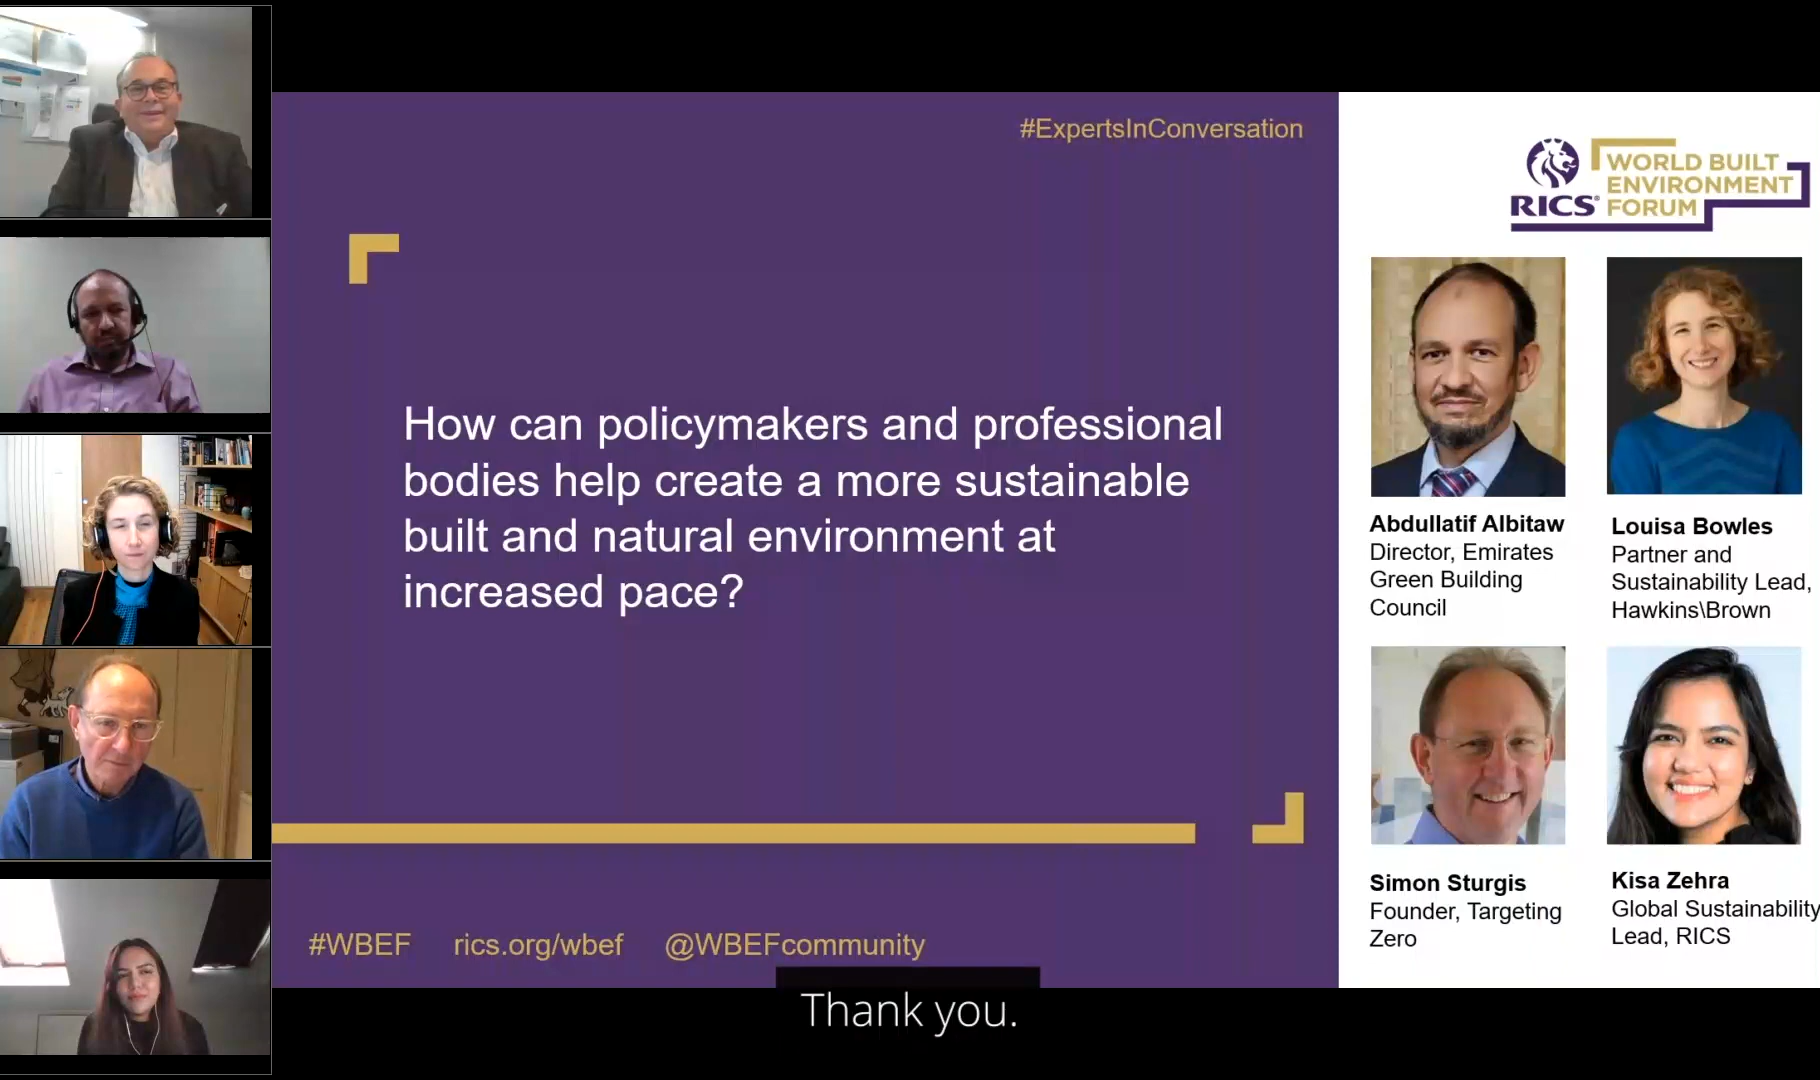 #ExpertsInConversation
How can policymakers and professional
bodies help create a more sustainable
built and natural environment at
increased pace?
#WBEF rics.org/wbef @WBEFcommunity
RICS®
WORLD BUILT
ENVIRONMENT
FORUM
Abdullatif Albitaw
Director, Emirates
Green Building
Council
Louisa Bowles
Partner and
Sustainability Lead,
Hawkins\Brown
Simon Sturgis
Founder, Targeting
Zero
Kisa Zehra
Global Sustainability
Lead, RICS
Thank you.